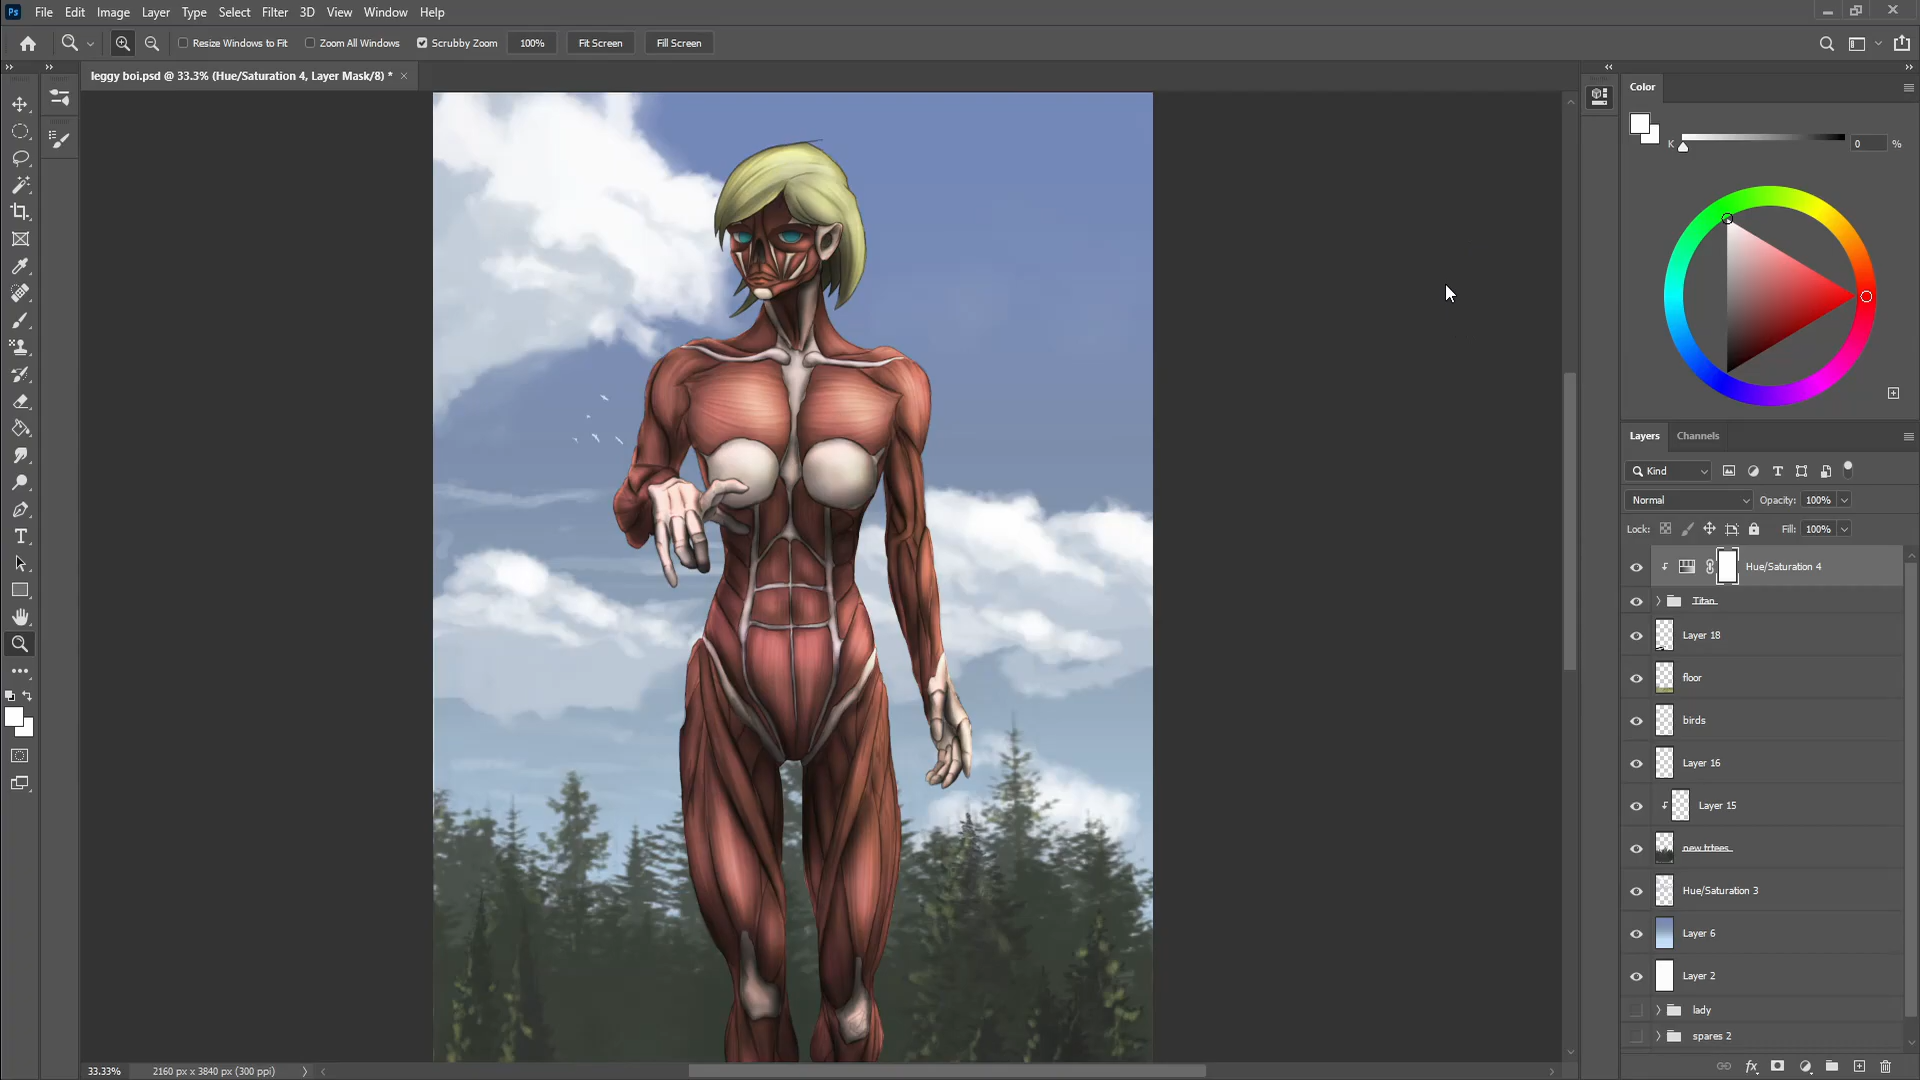 Ps File Edit Image Layer Type Select Filter 3D View Window Help
Resize Windows to Fit Zoom All Windows Scrubby Zoom 100% Fit Screen Fill Screen
leggy boi.psd @ 33.3% (Hue/Saturation 4, Layer Mask/8) * ×
Color
K 0 %
Layers Channels
Kind
Normal Opacity: 100%
Lock: Fill: 100%
Hue/Saturation 4
Titan
Layer 18
floor
birds
Layer 16
Layer 15
new trtees
Hue/Saturation 3
Layer 6
Layer 2
lady
spares 2
33.33% 2160 px x 3840 px (300 ppi)